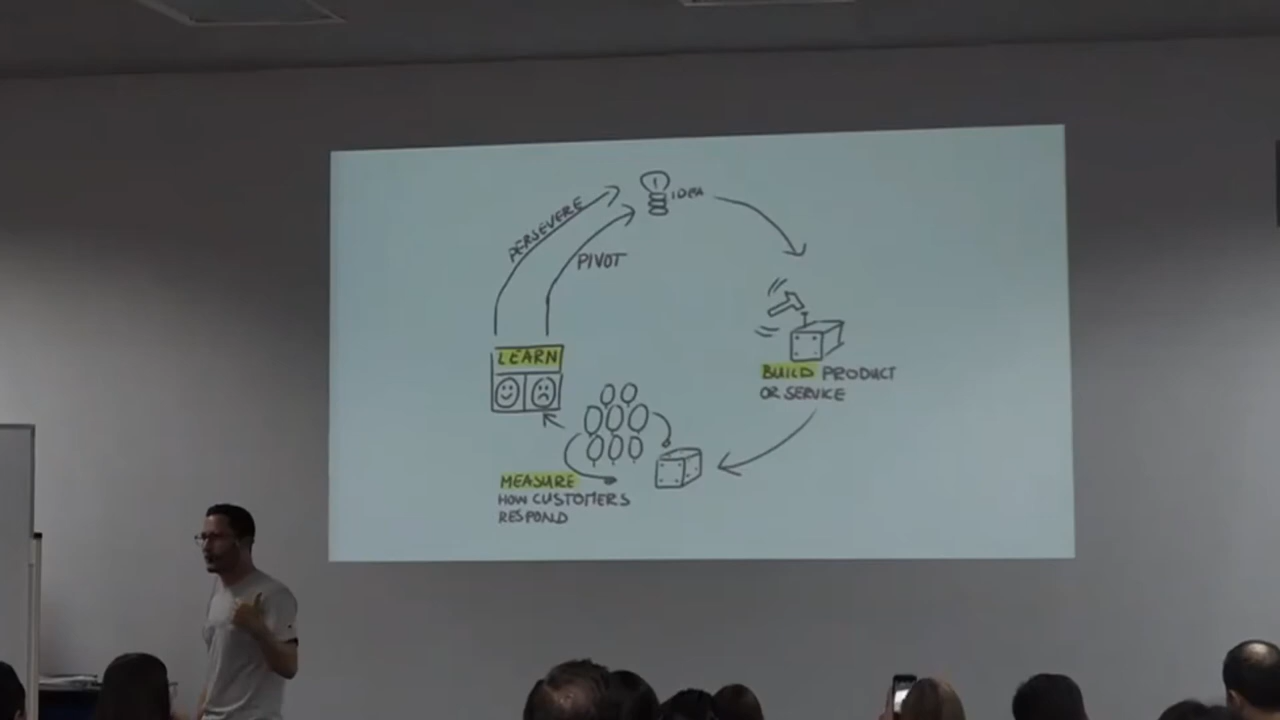 IDEA
PERSEVERE
PIVOT
LEARN
BUILD PRODUCT
OR SERVICE
MEASURE
HOW CUSTOMERS
RESPOND